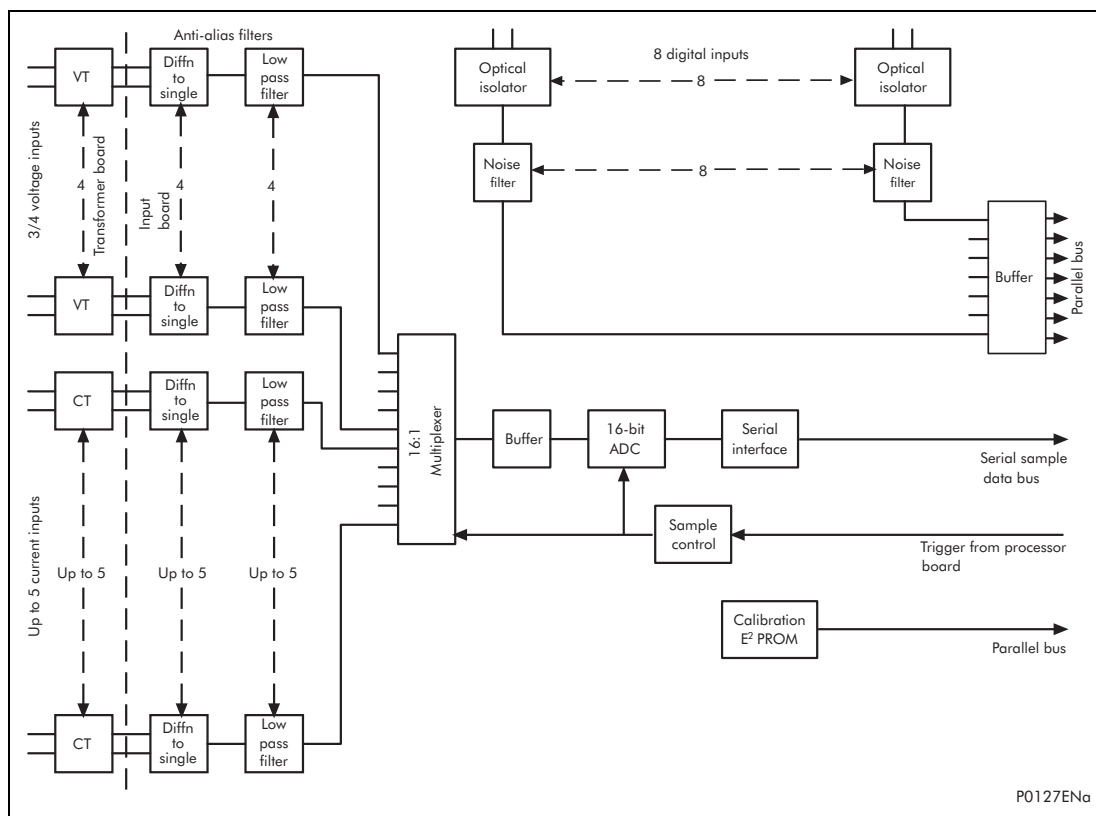 Anti-alias filters
VT
Diffn
to
single
Low
pass
filter
3/4 voltage inputs
4
Transformer board
Input
board
4
4
VT
Diffn
to
single
Low
pass
filter
CT
Diffn
to
single
Low
pass
filter
Up to 5 current inputs
Up to 5
Up to 5
Up to 5
CT
Diffn
to
single
Low
pass
filter
Optical
isolator
8 digital inputs
8
Optical
isolator
Noise
filter
8
Noise
filter
Buffer
Parallel bus
16:1
Multiplexer
Buffer
16-bit
ADC
Serial
interface
Serial sample
data bus
Sample
control
Trigger from processor
board
Calibration
E² PROM
Parallel bus
P0127ENa